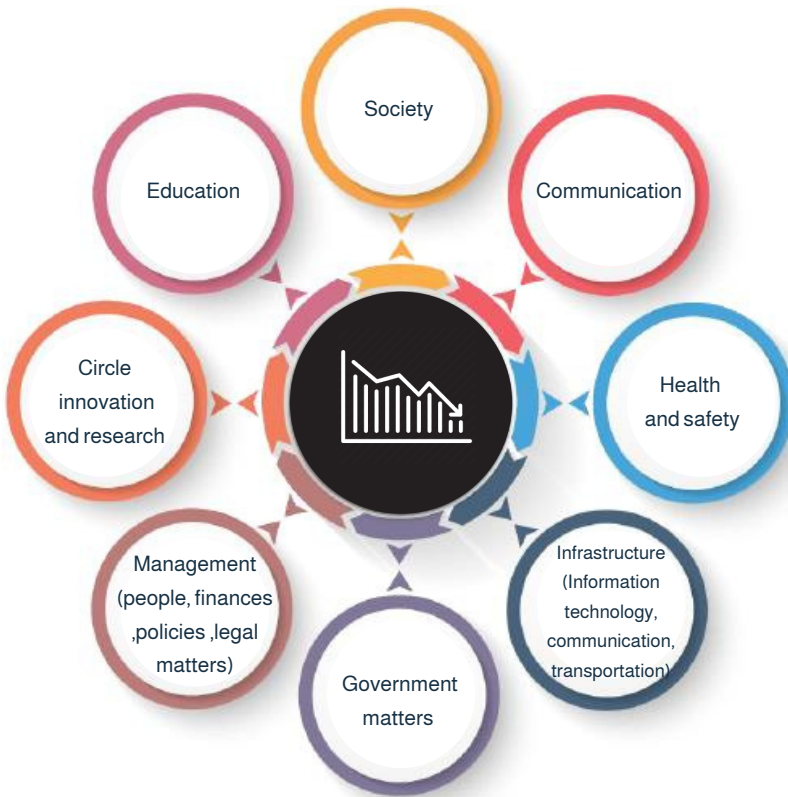 Society
Communication
Health
and safety
Infrastructure
(Information
technology,
communication,
transportation)
Government
matters
Management
(people, finances
,policies ,legal
matters)
Circle
innovation
and research
Education